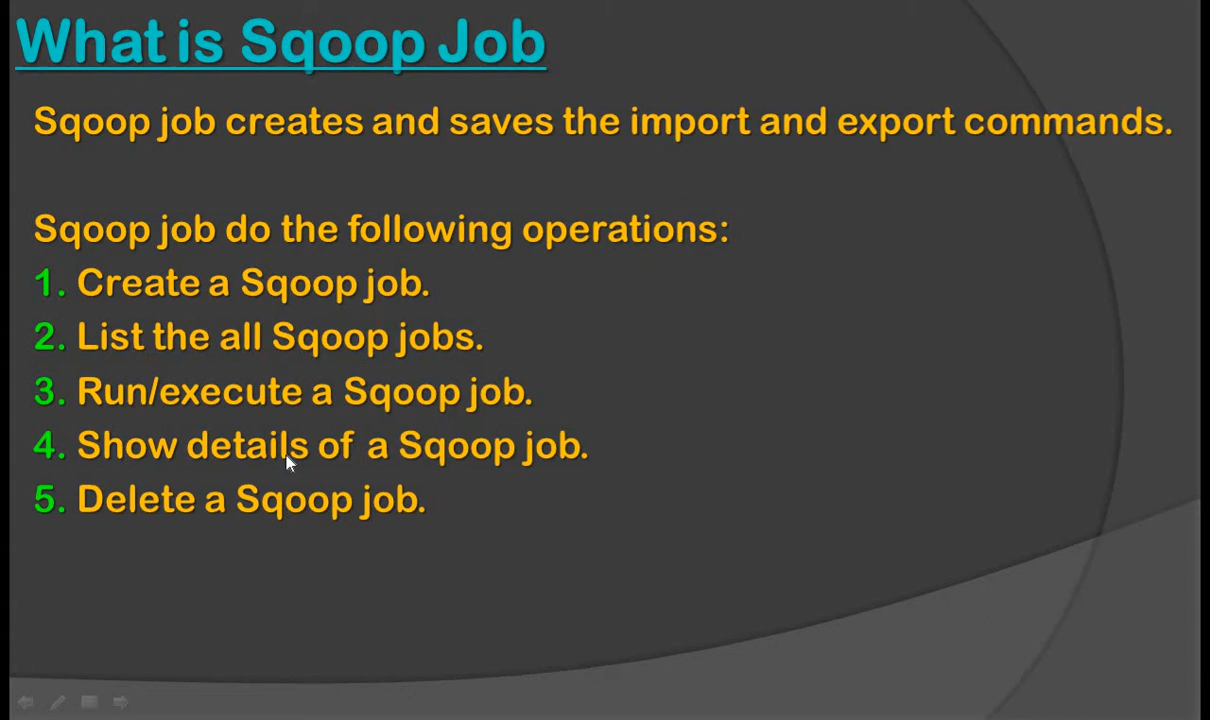 What is Sqoop Job
Sqoop job creates and saves the import and export commands.
Sqoop job do the following operations:
1. Create a Sqoop job.
2. List the all Sqoop jobs.
3. Run/execute a Sqoop job.
4. Show details of a Sqoop job.
5. Delete a Sqoop job.